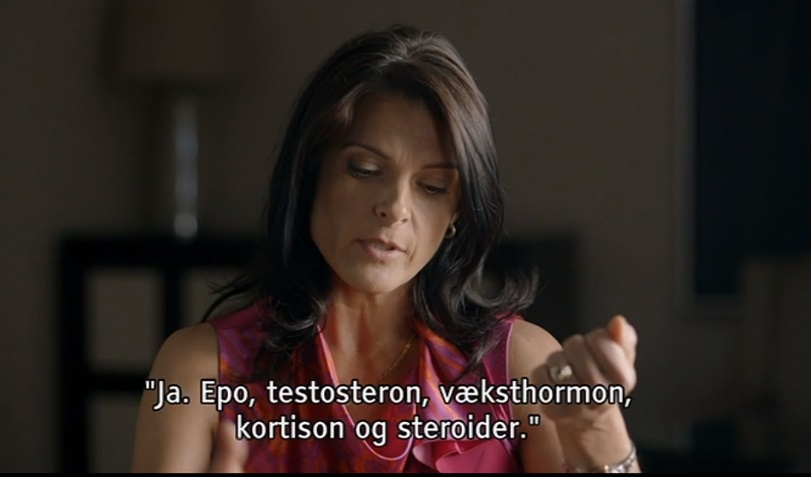 "Ja. Epo, testosteron, væksthormon,
kortison og steroider."